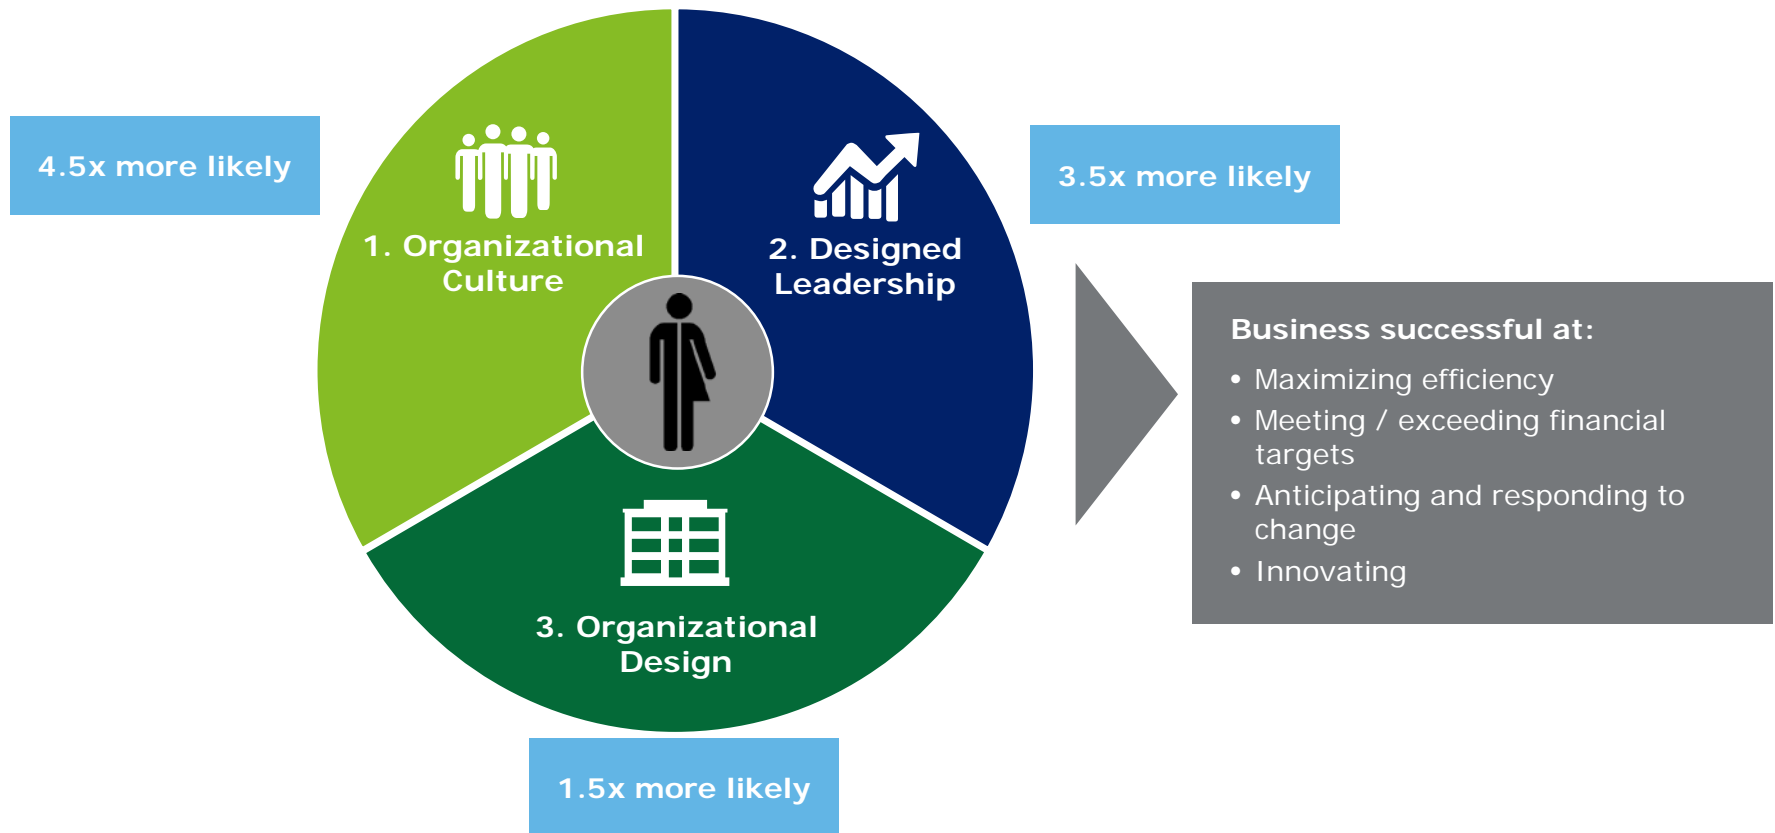 4.5x more likely
1. Organizational
Culture
2. Designed
Leadership
3.5x more likely
3. Organizational
Design
1.5x more likely
Business successful at:
• Maximizing efficiency
• Meeting / exceeding financial
targets
• Anticipating and responding to
change
• Innovating